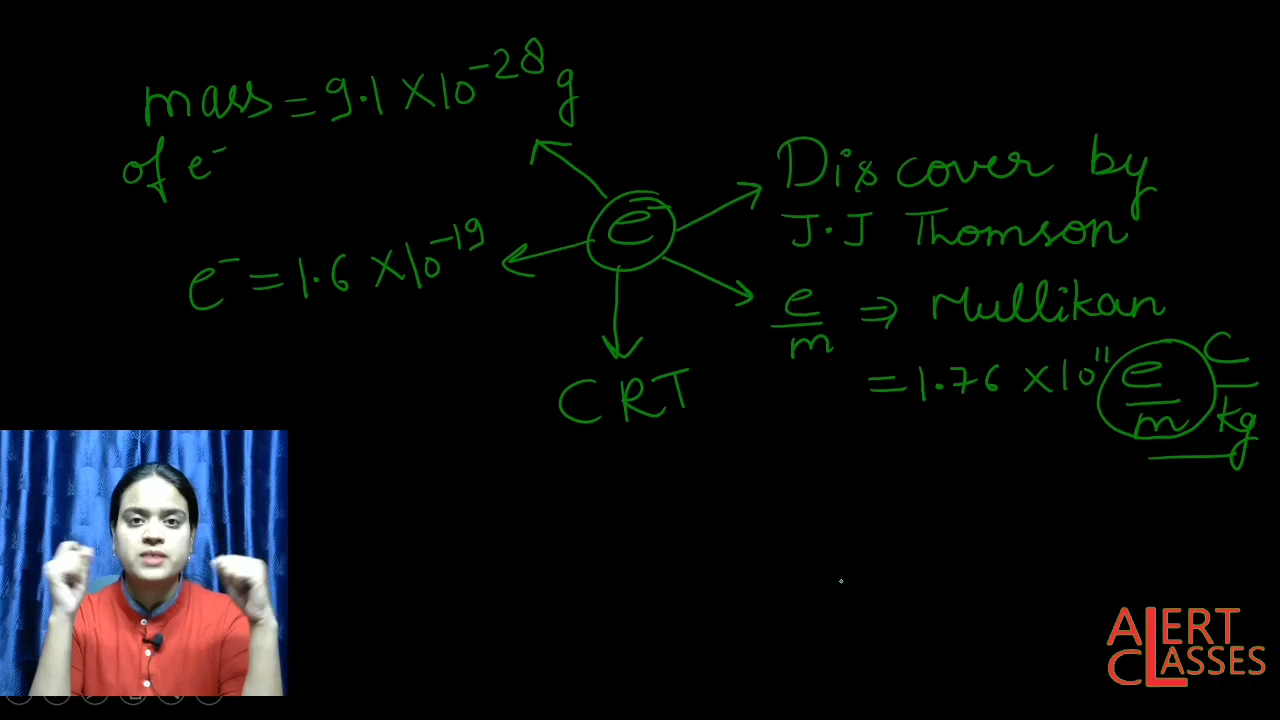 mass = 9.1 × 10⁻²⁸ g
of e⁻
e⁻ = 1.6 × 10⁻¹⁹
e⁻
CRT
Discover by
J.J Thomson
e/m ⇒ Mullikan
= 1.76 × 10¹¹ e/m C/kg
ALERT
CLASSES